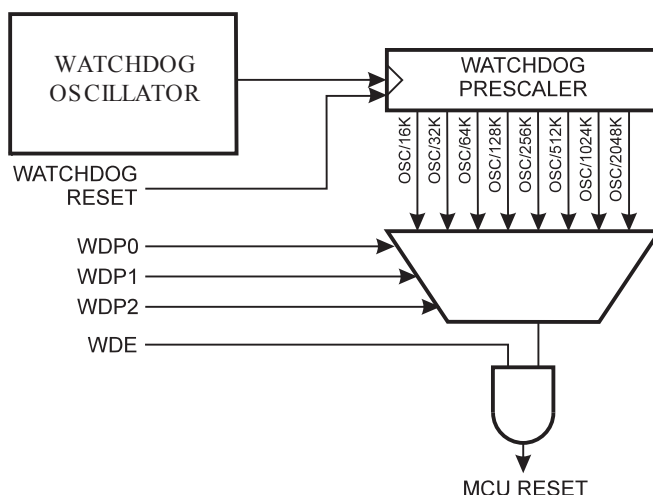 WATCHDOG
OSCILLATOR
WATCHDOG
PRESCALER
WATCHDOG
RESET
OSC/16K
OSC/32K
OSC/64K
OSC/128K
OSC/256K
OSC/512K
OSC/1024K
OSC/2048K
WDP0
WDP1
WDP2
WDE
MCU RESET